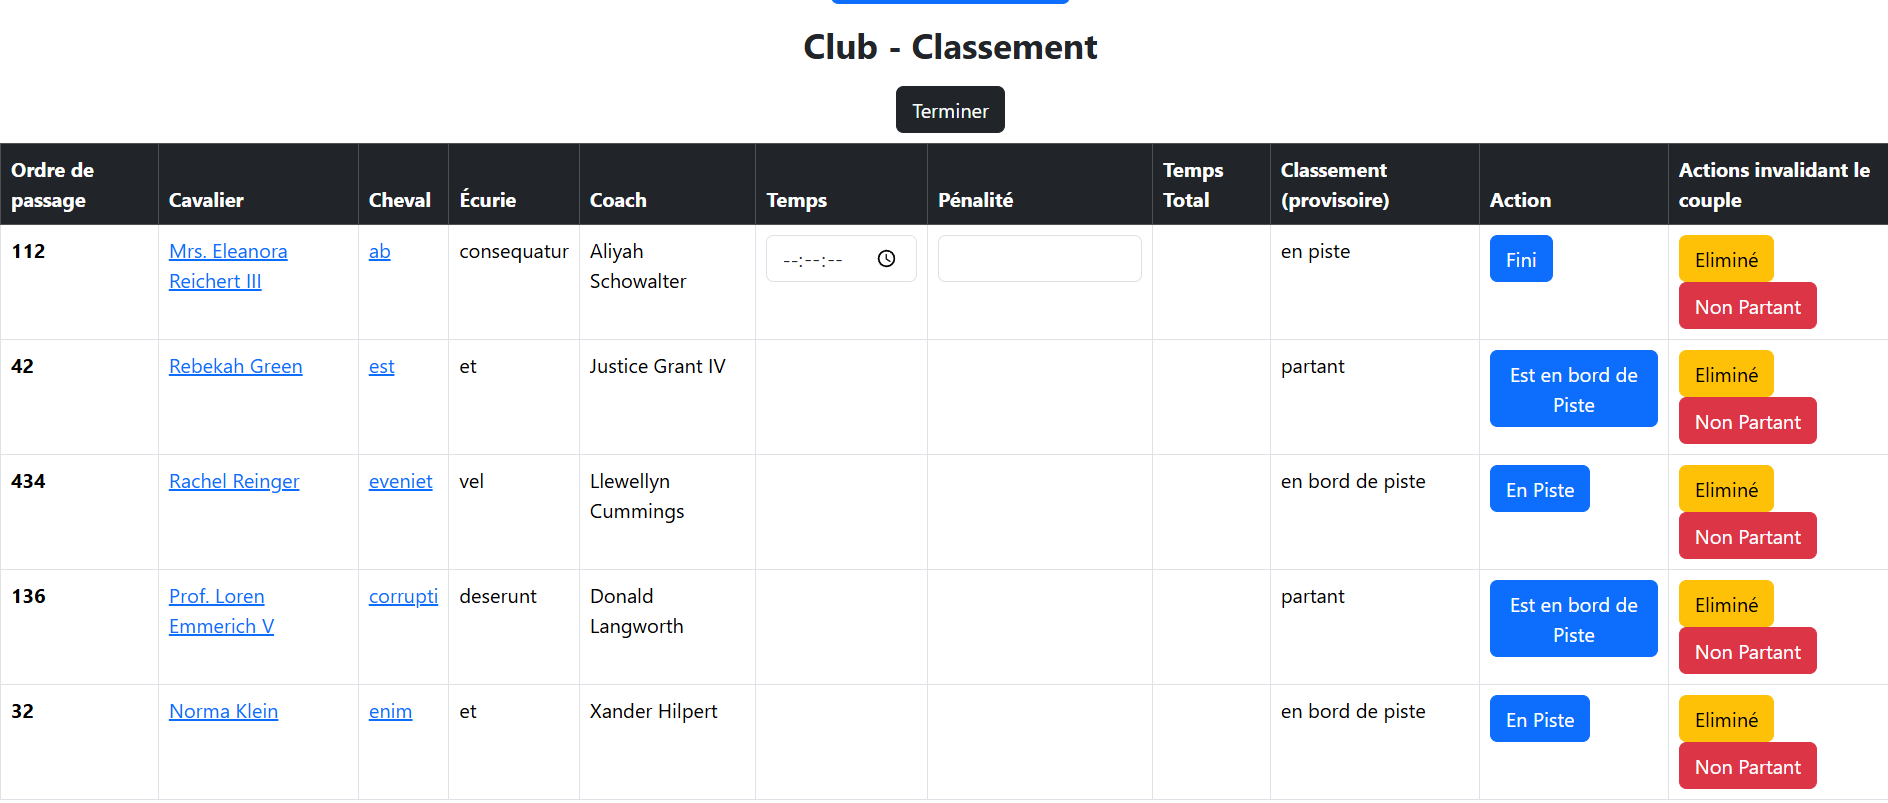 Club - Classement
Terminer
Ordre de passage Cavalier Cheval Écurie Coach Temps Pénalité Temps Total Classement (provisoire) Action Actions invalidant le couple
112 Mrs. Eleanora Reichert III ab consequatur Aliyah Schowalter --:--:-- en piste Fini Eliminé Non Partant
42 Rebekah Green est et Justice Grant IV partant Est en bord de Piste Eliminé Non Partant
434 Rachel Reinger eveniet vel Llewellyn Cummings en bord de piste En Piste Eliminé Non Partant
136 Prof. Loren Emmerich V corrupti deserunt Donald Langworth partant Est en bord de Piste Eliminé Non Partant
32 Norma Klein enim et Xander Hilpert en bord de piste En Piste Eliminé Non Partant